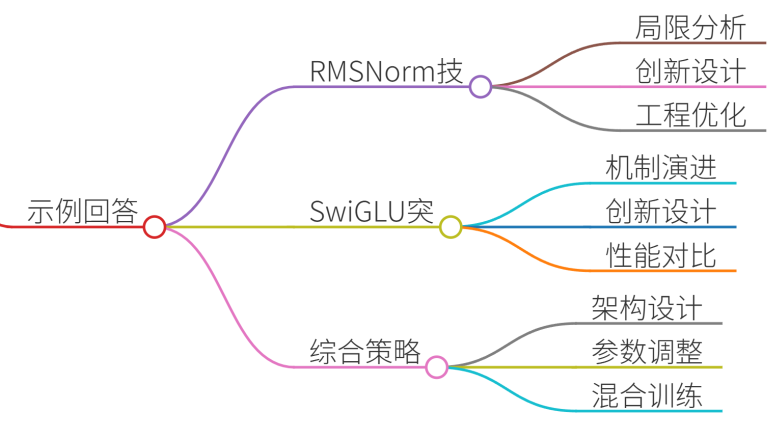 示例回答
RMSNorm技
局限分析
创新设计
工程优化
SwiGLU突
机制演进
创新设计
性能对比
综合策略
架构设计
参数调整
混合训练